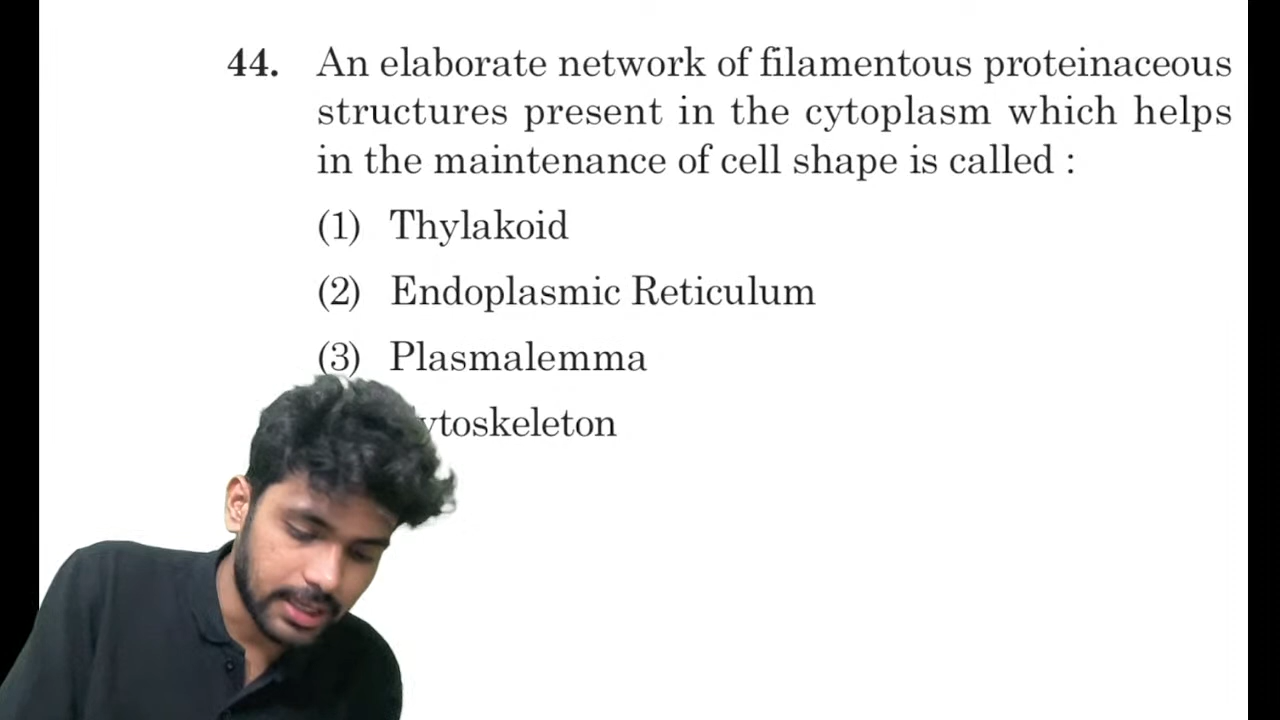 44. An elaborate network of filamentous proteinaceous
structures present in the cytoplasm which helps
in the maintenance of cell shape is called :
(1) Thylakoid
(2) Endoplasmic Reticulum
(3) Plasmalemma
ytoskeleton